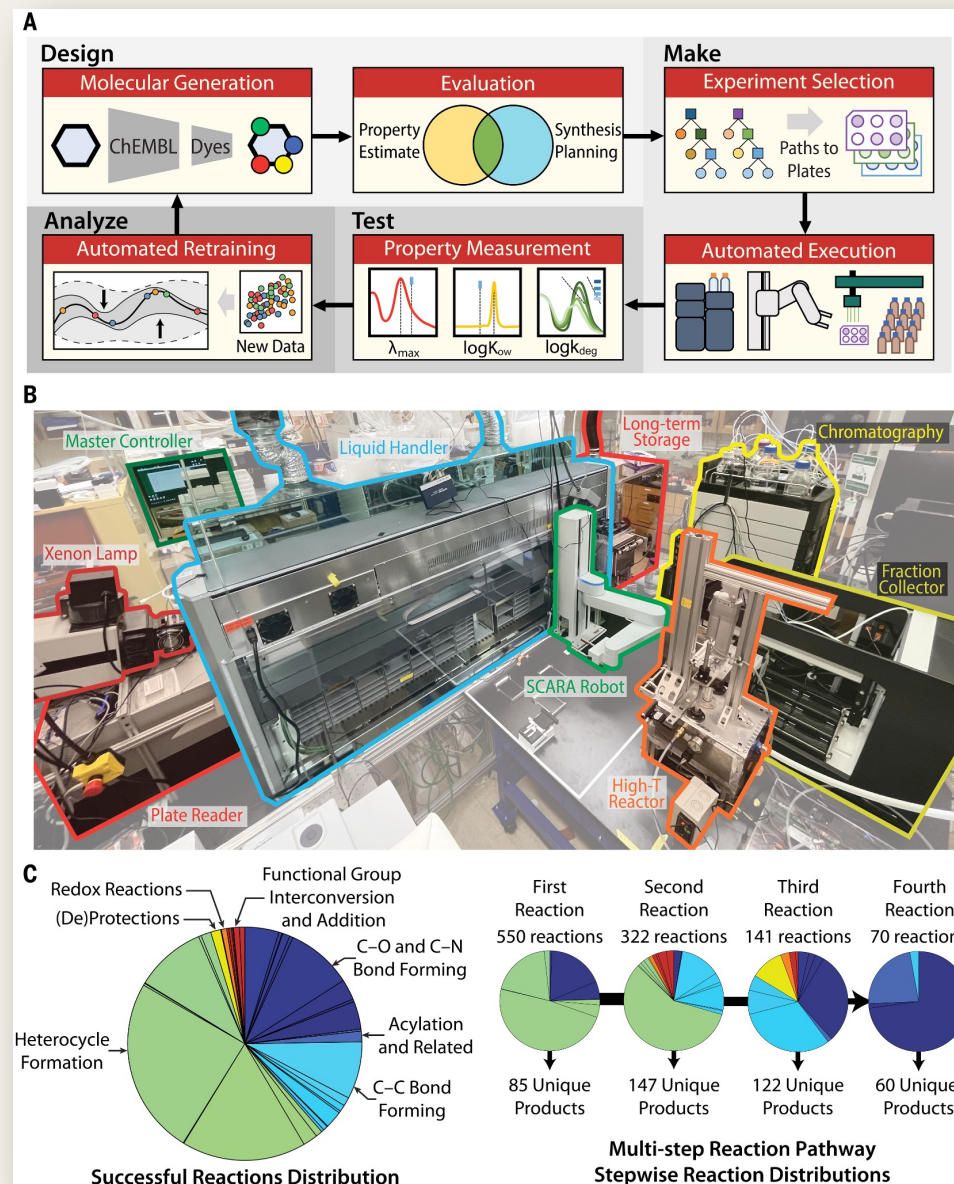 A
Design
Make
Molecular Generation
ChEMBL
Dyes
Evaluation
Property
Estimate
Synthesis
Planning
Experiment Selection
Paths to
Plates
Analyze
Test
Automated Retraining
New Data
Property Measurement
λmax
logKow
logkdeg
Automated Execution
B
Master Controller
Liquid Handler
Long-term
Storage
Chromatography
Xenon Lamp
Fraction
Collector
SCARA Robot
High-T
Reactor
Plate Reader
C
Redox Reactions
(De)Protections
Functional Group
Interconversion
and Addition
C–O and C–N
Bond Forming
Acylation
and Related
C–C Bond
Forming
Heterocycle
Formation
Successful Reactions Distribution
First
Reaction
550 reactions
Second
Reaction
322 reactions
Third
Reaction
141 reactions
Fourth
Reaction
70 reaction
85 Unique
Products
147 Unique
Products
122 Unique
Products
60 Unique
Products
Multi-step Reaction Pathway
Stepwise Reaction Distributions